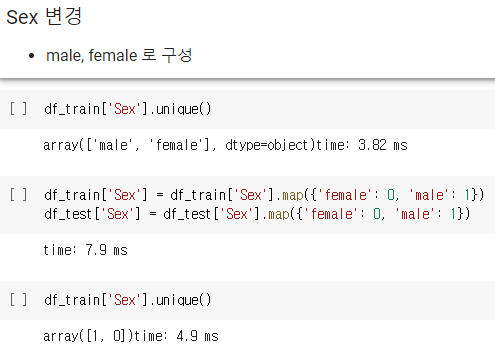 Sex 변경
• male, female 로 구성
[ ] df_train['Sex'].unique()
array(['male', 'female'], dtype=object)time: 3.82 ms
[ ] df_train['Sex'] = df_train['Sex'].map({'female': 0, 'male': 1})
df_test['Sex'] = df_test['Sex'].map({'female': 0, 'male': 1})
time: 7.9 ms
[ ] df_train['Sex'].unique()
array([1, 0])time: 4.9 ms